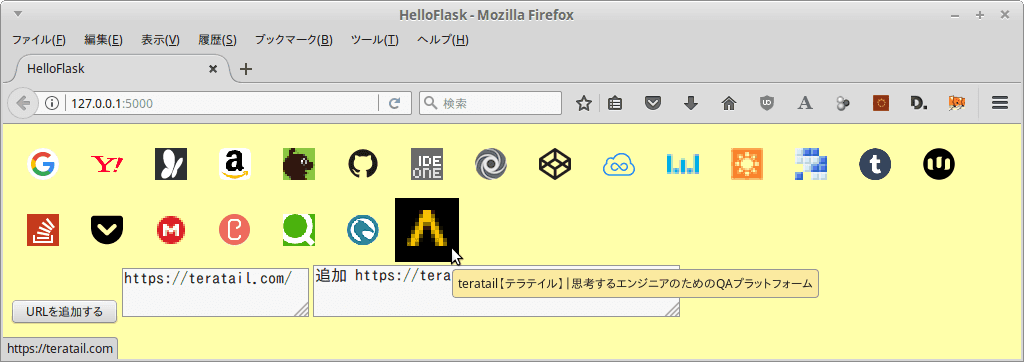 HelloFlask - Mozilla Firefox
ファイル(F) 編集(E) 表示(V) 履歴(S) ブックマーク(B) ツール(T) ヘルプ(H)
HelloFlask
127.0.0.1:5000
検索
IDE
ONE
https://teratail.com/
追加 https://tera
teratail【テラテイル】|思考するエンジニアのためのQAプラットフォーム
URLを追加する
https://teratail.com